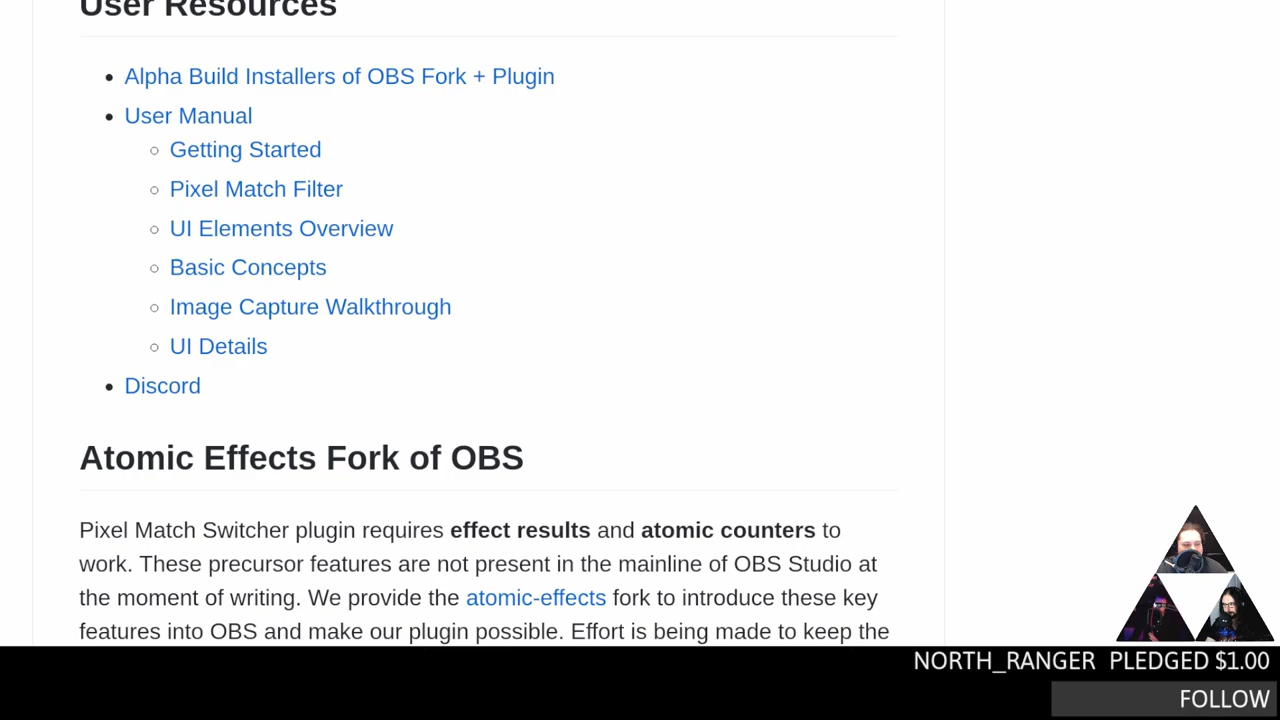 User Resources
Alpha Build Installers of OBS Fork + Plugin
User Manual
Getting Started
Pixel Match Filter
UI Elements Overview
Basic Concepts
Image Capture Walkthrough
UI Details
Discord
Atomic Effects Fork of OBS
Pixel Match Switcher plugin requires effect results and atomic counters to
work. These precursor features are not present in the mainline of OBS Studio at
the moment of writing. We provide the atomic-effects fork to introduce these key
features into OBS and make our plugin possible. Effort is being made to keep the
NORTH_RANGER PLEDGED $1.00
FOLLOW